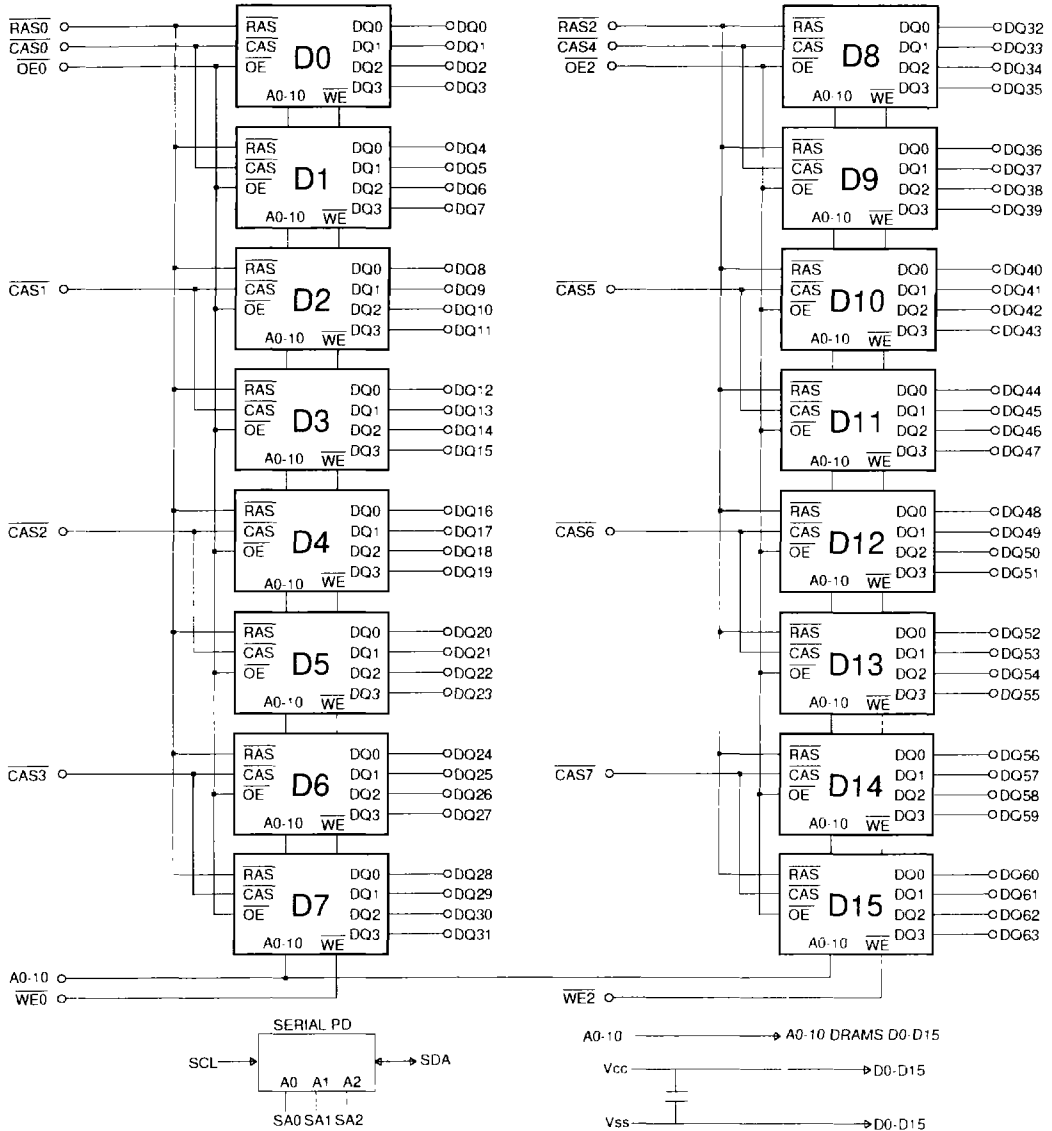 RAS0 RAS DQ0 DQ0
CAS0 CAS DQ1 DQ1
OE0 OE D0 DQ2 DQ2
DQ3 DQ3
A0-10 WE
RAS DQ0 DQ4
CAS DQ1 DQ5
OE D1 DQ2 DQ6
DQ3 DQ7
A0-10 WE
RAS DQ0 DQ8
CAS1 CAS DQ1 DQ9
OE D2 DQ2 DQ10
DQ3 DQ11
A0-10 WE
RAS DQ0 DQ12
CAS DQ1 DQ13
OE D3 DQ2 DQ14
DQ3 DQ15
A0-10 WE
RAS DQ0 DQ16
CAS2 CAS DQ1 DQ17
OE D4 DQ2 DQ18
DQ3 DQ19
A0-10 WE
RAS DQ0 DQ20
CAS DQ1 DQ21
OE D5 DQ2 DQ22
DQ3 DQ23
A0-10 WE
RAS DQ0 DQ24
CAS3 CAS DQ1 DQ25
OE D6 DQ2 DQ26
DQ3 DQ27
A0-10 WE
RAS DQ0 DQ28
CAS DQ1 DQ29
OE D7 DQ2 DQ30
DQ3 DQ31
A0-10 WE
A0-10
WE0
RAS2 RAS DQ0 DQ32
CAS4 CAS DQ1 DQ33
OE2 OE D8 DQ2 DQ34
DQ3 DQ35
A0-10 WE
RAS DQ0 DQ36
CAS DQ1 DQ37
OE D9 DQ2 DQ38
DQ3 DQ39
A0-10 WE
RAS DQ0 DQ40
CAS5 CAS DQ1 DQ41
OE D10 DQ2 DQ42
DQ3 DQ43
A0-10 WE
RAS DQ0 DQ44
CAS DQ1 DQ45
OE D11 DQ2 DQ46
DQ3 DQ47
A0-10 WE
RAS DQ0 DQ48
CAS6 CAS DQ1 DQ49
OE D12 DQ2 DQ50
DQ3 DQ51
A0-10 WE
RAS DQ0 DQ52
CAS DQ1 DQ53
OE D13 DQ2 DQ54
DQ3 DQ55
A0-10 WE
RAS DQ0 DQ56
CAS7 CAS DQ1 DQ57
OE D14 DQ2 DQ58
DQ3 DQ59
A0-10 WE
RAS DQ0 DQ60
CAS DQ1 DQ61
OE D15 DQ2 DQ62
DQ3 DQ63
A0-10 WE
WE2
SERIAL PD
SCL SDA
A0 A1 A2
SA0 SA1 SA2
A0-10 A0-10 DRAMS D0-D15
Vcc D0-D15
Vss D0-D15